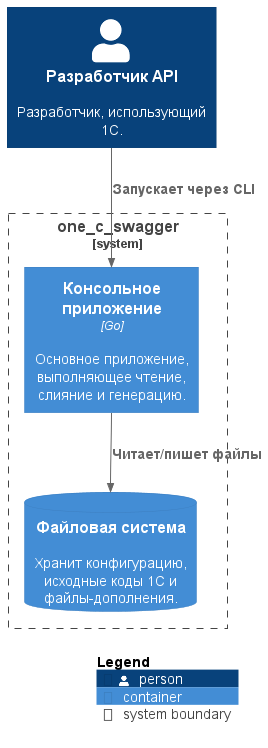 Разработчик API
Разработчик, использующий
1С.
Запускает через CLI
one_c_swagger
[system]
Консольное
приложение
[Go]
Основное приложение,
выполняющее чтение,
слияние и генерацию.
Читает/пишет файлы
Файловая система
Хранит конфигурацию,
исходные коды 1С и
файлы-дополнения.
Legend
person
container
system boundary